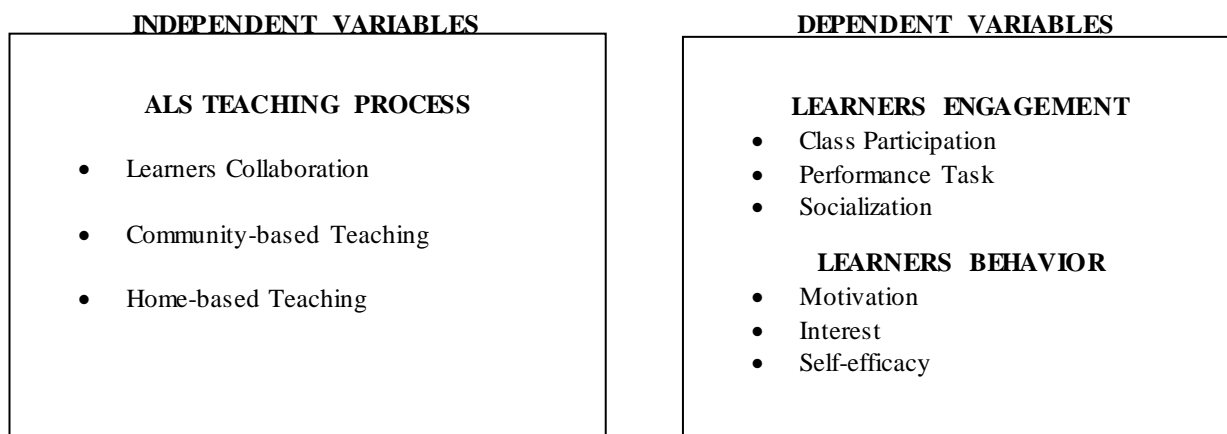 INDEPENDENT VARIABLES
ALS TEACHING PROCESS
• Learners Collaboration
• Community-based Teaching
• Home-based Teaching
DEPENDENT VARIABLES
LEARNERS ENGAGEMENT
• Class Participation
• Performance Task
• Socialization
LEARNERS BEHAVIOR
• Motivation
• Interest
• Self-efficacy